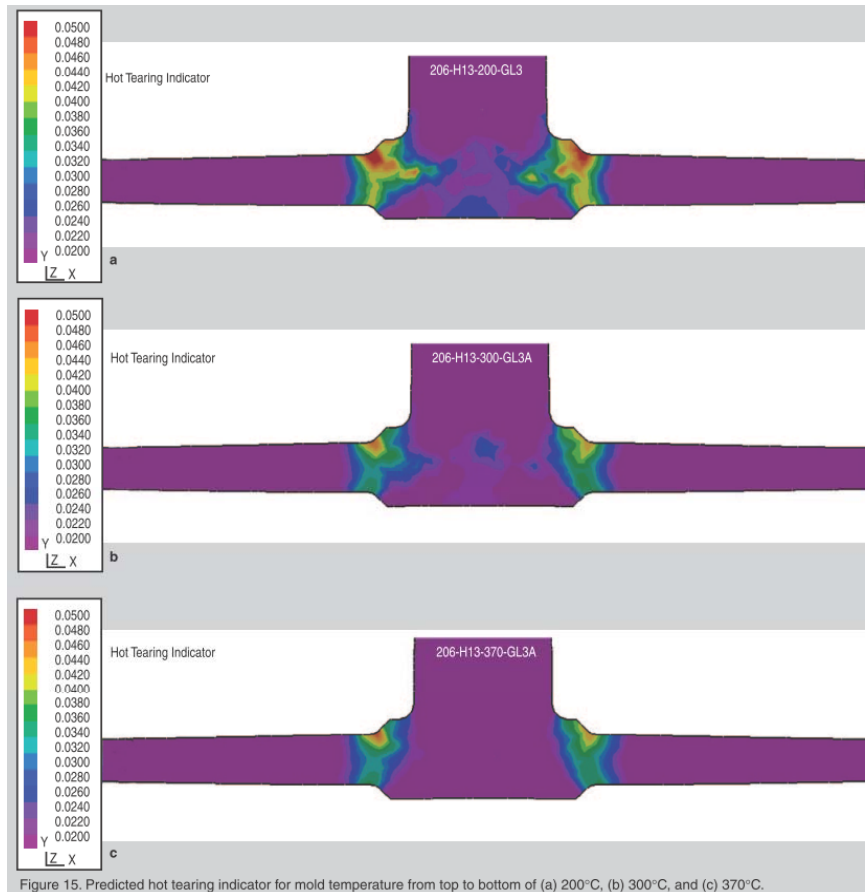 0.0500
0.0480
0.0460
0.0440
0.0400
0.0380
0.0360
0.0340
0.0320
0.0300
0.0280
0.0260
0.0240
0.0220
0.0200
Y
Z X
Hot Tearing Indicator
206-H13-200-GL3
a
0.0500
0.0480
0.0460
0.0440
0.0400
0.0380
0.0360
0.0340
0.0320
0.0300
0.0280
0.0260
0.0240
0.0220
0.0200
Y
Z X
Hot Tearing Indicator
206-H13-300-GL3A
b
0.0500
0.0480
0.0460
0.0440
0.0400
0.0380
0.0360
0.0340
0.0320
0.0300
0.0280
0.0260
0.0240
0.0220
0.0200
Y
Z X
Hot Tearing Indicator
206-H13-370-GL3A
c
Figure 15. Predicted hot tearing indicator for mold temperature from top to bottom of (a) 200°C, (b) 300°C, and (c) 370°C.